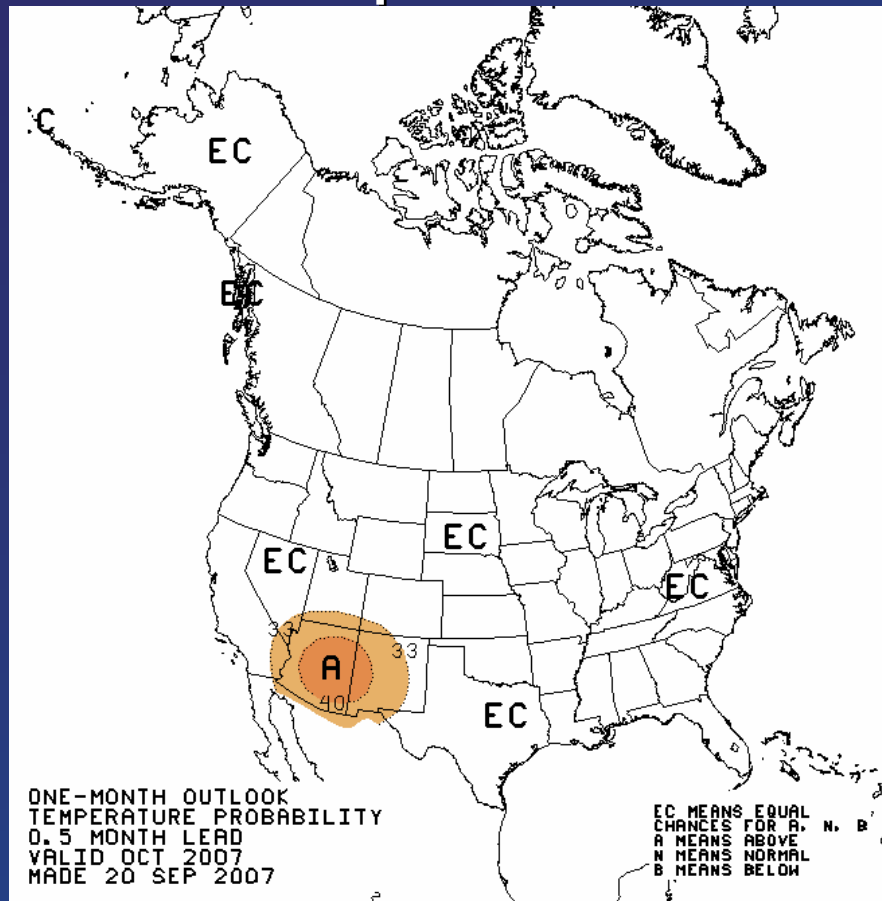 EC
EC
EC
EC
EC
33
33
A
40
EC
EC
ONE-MONTH OUTLOOK
TEMPERATURE PROBABILITY
0.5 MONTH LEAD
VALID OCT 2007
MADE 20 SEP 2007
EC MEANS EQUAL
CHANCES FOR A, N, B
A MEANS ABOVE
N MEANS NORMAL
B MEANS BELOW